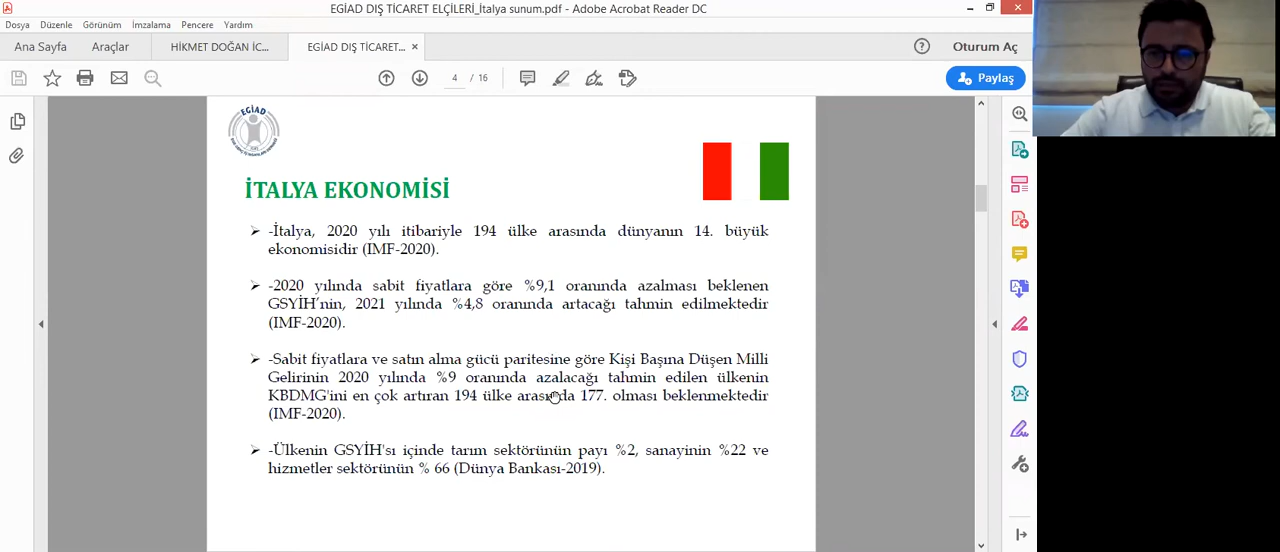 EGİAD DIŞ TİCARET ELÇİLERİ_İtalya sunum.pdf - Adobe Acrobat Reader DC
Dosya Düzenle Görünüm İmzalama Pencere Yardım
Ana Sayfa Araçlar HİKMET DOĞAN İC... EGİAD DIŞ TİCARET... × Oturum Aç
4 / 16 Paylaş
EGİAD
İTALYA EKONOMİSİ
➢ -İtalya, 2020 yılı itibariyle 194 ülke arasında dünyanın 14. büyük
ekonomisidir (IMF-2020).
➢ -2020 yılında sabit fiyatlara göre %9,1 oranında azalması beklenen
GSYİH'nin, 2021 yılında %4,8 oranında artacağı tahmin edilmektedir
(IMF-2020).
➢ -Sabit fiyatlara ve satın alma gücü paritesine göre Kişi Başına Düşen Milli
Gelirinin 2020 yılında %9 oranında azalacağı tahmin edilen ülkenin
KBDMG'ini en çok artıran 194 ülke arasında 177. olması beklenmektedir
(IMF-2020).
➢ -Ülkenin GSYİH'sı içinde tarım sektörünün payı %2, sanayinin %22 ve
hizmetler sektörünün % 66 (Dünya Bankası-2019).